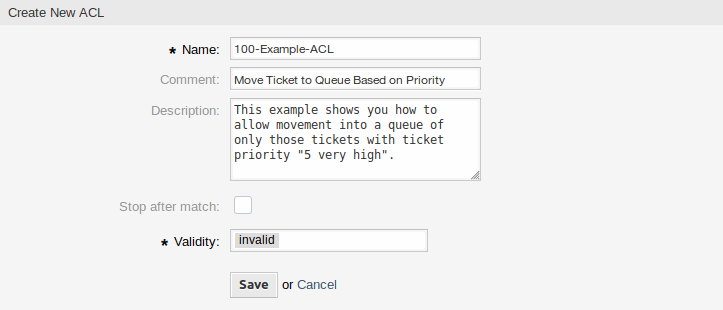 Create New ACL
* Name: 100-Example-ACL
Comment: Move Ticket to Queue Based on Priority
Description: This example shows you how to
allow movement into a queue of
only those tickets with ticket
priority "5 very high".
Stop after match:
* Validity: invalid
Save or Cancel